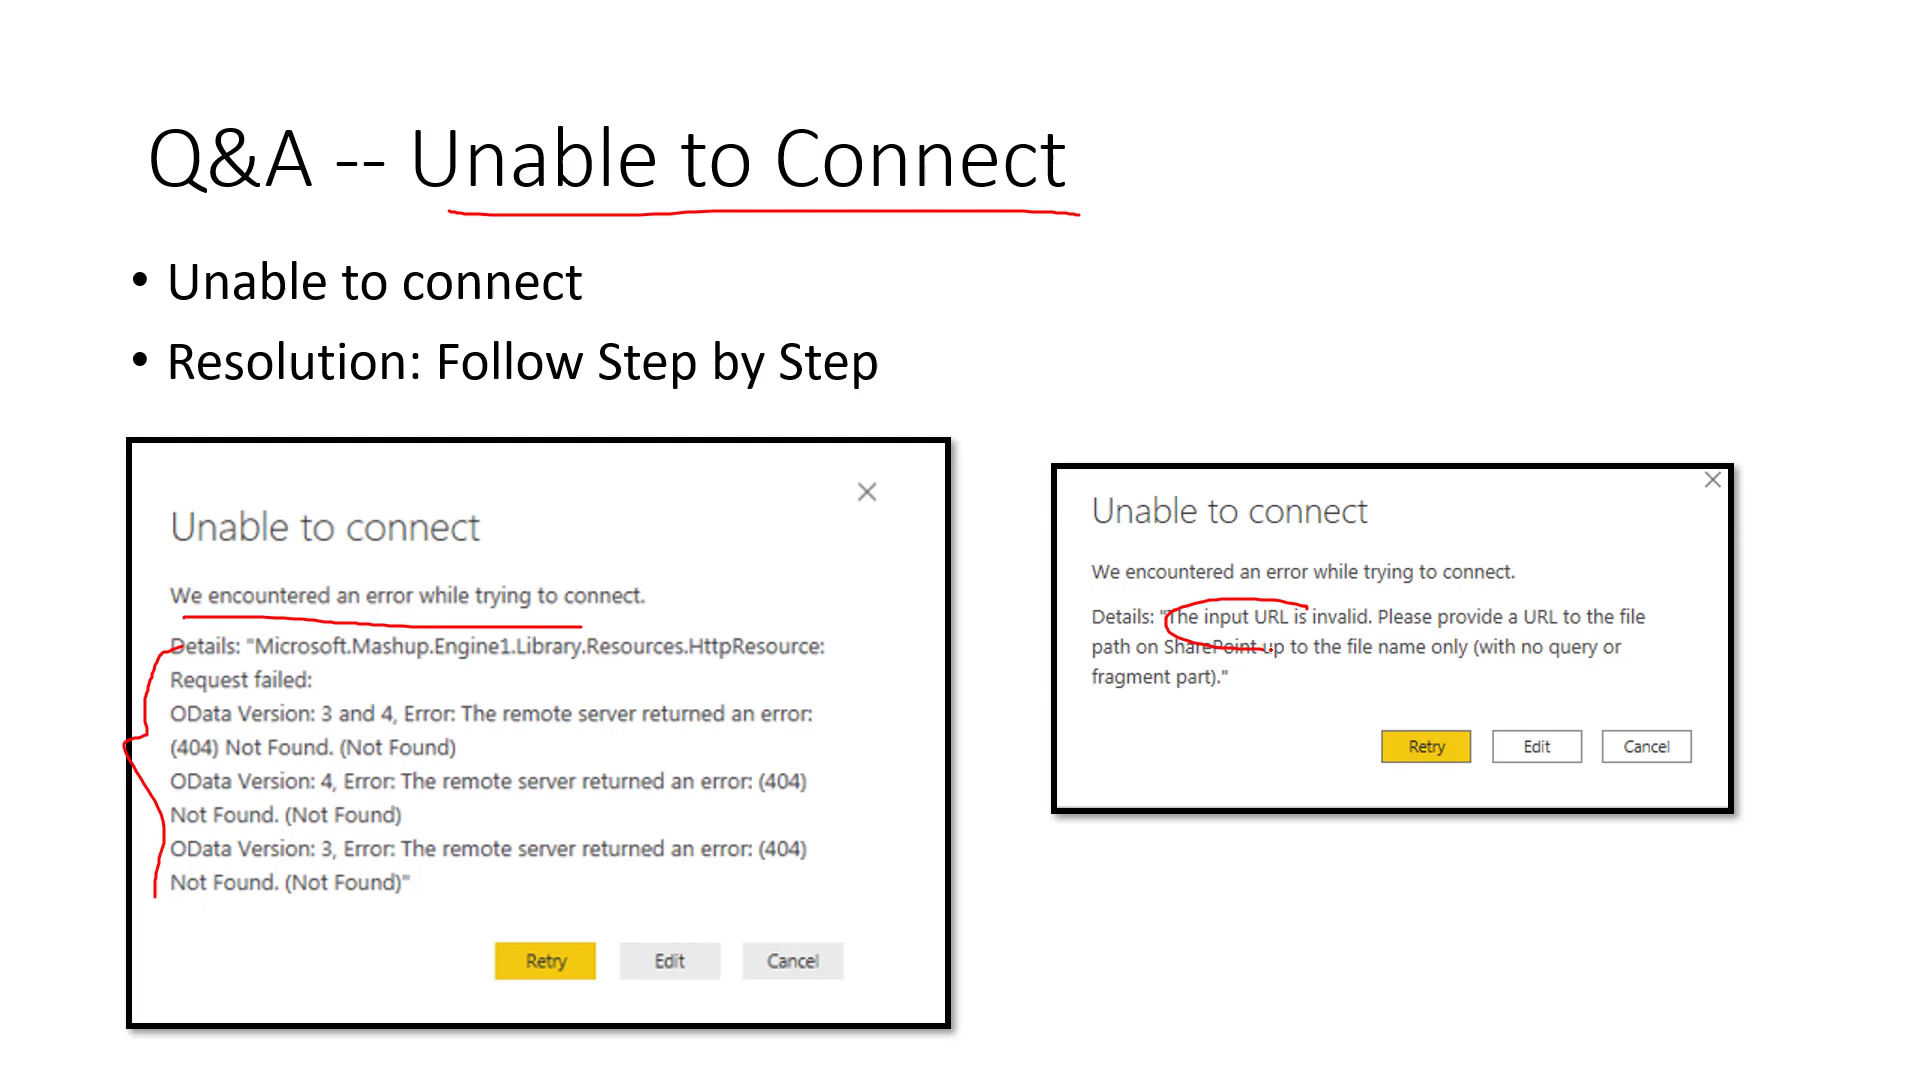 Q&A -- Unable to Connect
• Unable to connect
• Resolution: Follow Step by Step
Unable to connect
We encountered an error while trying to connect.
Details: "Microsoft.Mashup.Engine1.Library.Resources.HttpResource:
Request failed:
OData Version: 3 and 4, Error: The remote server returned an error:
(404) Not Found. (Not Found)
OData Version: 4, Error: The remote server returned an error: (404)
Not Found. (Not Found)
OData Version: 3, Error: The remote server returned an error: (404)
Not Found. (Not Found)"
Retry Edit Cancel
Unable to connect
We encountered an error while trying to connect.
Details: "The input URL is invalid. Please provide a URL to the file
path on SharePoint up to the file name only (with no query or
fragment part)."
Retry Edit Cancel